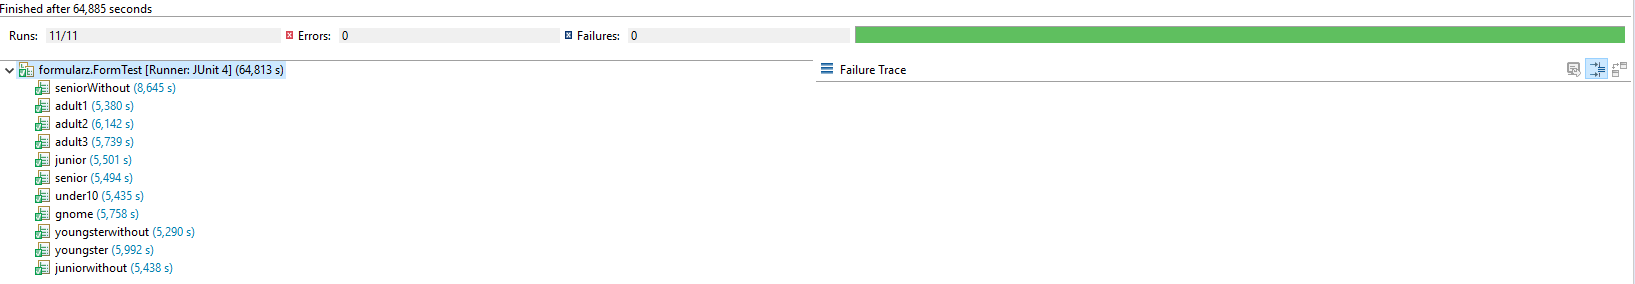 Finished after 64,885 seconds
Runs: 11/11 Errors: 0 Failures: 0
formularz.FormTest [Runner: JUnit 4] (64,813 s)
Failure Trace
seniorWithout (8,645 s)
adult1 (5,380 s)
adult2 (6,142 s)
adult3 (5,739 s)
junior (5,501 s)
senior (5,494 s)
under10 (5,435 s)
gnome (5,758 s)
youngsterwithout (5,290 s)
youngster (5,992 s)
juniorwithout (5,438 s)